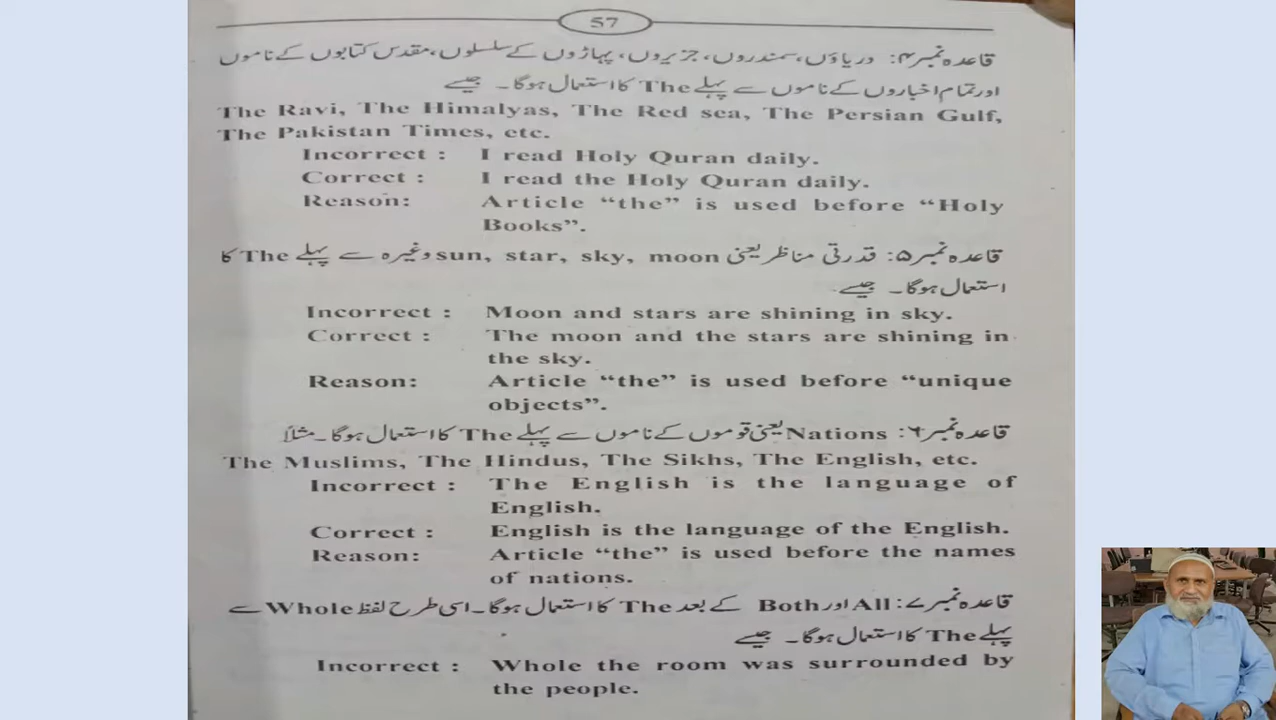 57
قاعدہ نمبر۴: دریاؤں، سمندروں، جزیروں، پہاڑوں کے سلسلوں، مقدس کتابوں کے ناموں
اور تمام اخباروں کے ناموں سے پہلے The کا استعمال ہوگا۔ جیسے
The Ravi, The Himalyas, The Red sea, The Persian Gulf,
The Pakistan Times, etc.
Incorrect : I read Holy Quran daily.
Correct : I read the Holy Quran daily.
Reason: Article “the” is used before “Holy
Books”.
قاعدہ نمبر۵: قدرتی مناظر یعنی sun, star, sky, moon وغیرہ سے پہلے The کا
استعمال ہوگا۔ جیسے
Incorrect : Moon and stars are shining in sky.
Correct : The moon and the stars are shining in
the sky.
Reason: Article “the” is used before “unique
objects”.
قاعدہ نمبر۶: Nations یعنی قوموں کے ناموں سے پہلے The کا استعمال ہوگا۔ مثلاً
The Muslims, The Hindus, The Sikhs, The English, etc.
Incorrect : The English is the language of
English.
Correct : English is the language of the English.
Reason: Article “the” is used before the names
of nations.
قاعدہ نمبر۷: All اور Both کے بعد The کا استعمال ہوگا۔ اسی طرح لفظ Whole سے
پہلے The کا استعمال ہوگا۔ جیسے
Incorrect : Whole the room was surrounded by
the people.